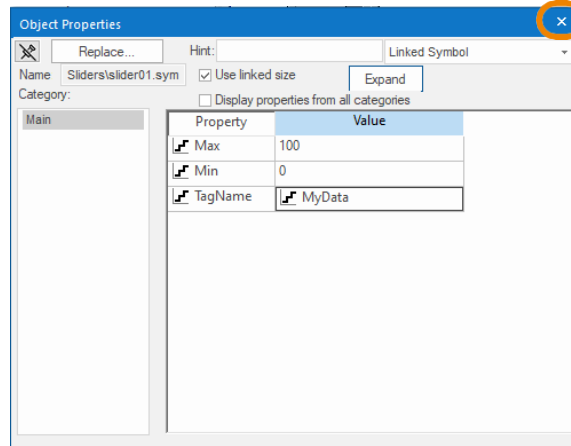 Object Properties
Replace... Hint: Linked Symbol
Name Sliders\slider01.sym Use linked size Expand
Category: Display properties from all categories
Main
Property Value
Max 100
Min 0
TagName MyData